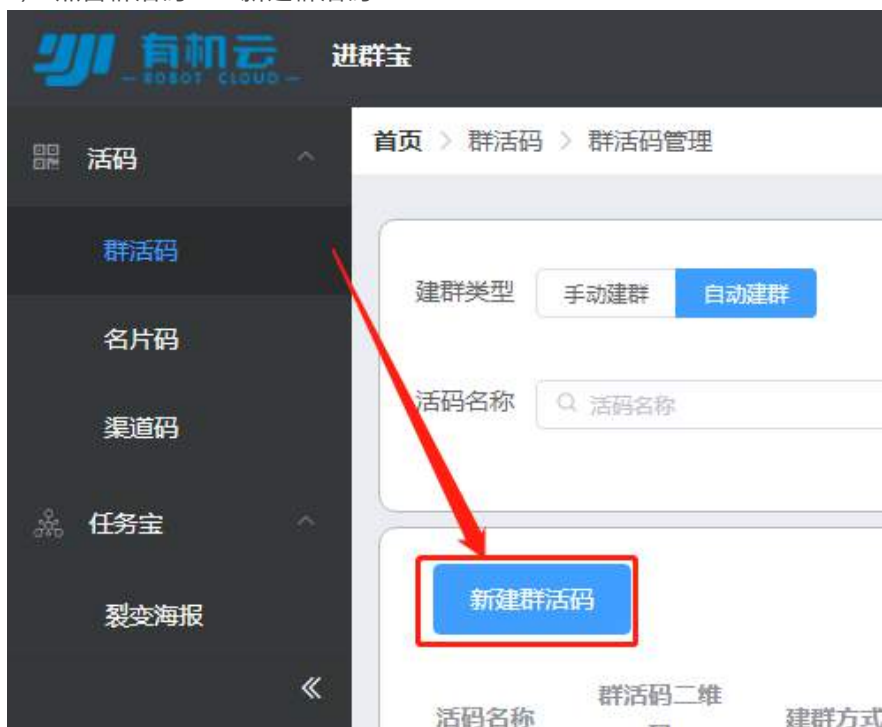 有机云 进群宝
ROBOT CLOUD
活码
首页 > 群活码 > 群活码管理
群活码
建群类型 手动建群 自动建群
名片码
活码名称 活码名称
渠道码
任务宝
新建群活码
裂变海报
活码名称 群活码二维 建群方式